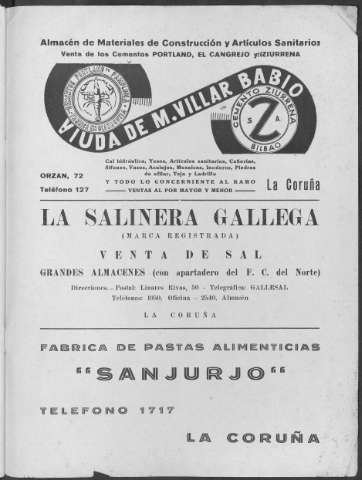 Almacén de Materiales de Construcción y Artículos Sanitarios
Venta de los Cementos PORTLAND, EL CANGREJO y ZIURRENA
VIUDA DE M. VILLAR BABIO
CEMENTO ZIURRENA
S A
Z
BILBAO
Cal hidráulica, Yesos, Artículos sanitarios, Cañerías,
Sifones, Vasos, Azulejos, Mosaicos, Inodoros, Piedras
de afilar, Teja y Ladrillo
ORZAN, 72
Y TODO LO CONCERNIENTE AL RAMO
Teléfono 127
VENTAS AL POR MAYOR Y MENOR
La Coruña
LA SALINERA GALLEGA
(MARCA REGISTRADA)
VENTA DE SAL
GRANDES ALMACENES (con apartadero del F. C. del Norte)
Direcciones.- Postal: Linares Rivas, 50 - Telegráfica: GALLESAL
Teléfonos: 1050, Oficina - 2540, Almacén
LA CORUÑA
FABRICA DE PASTAS ALIMENTICIAS
"SANJURJO"
TELEFONO 1717
LA CORUÑA